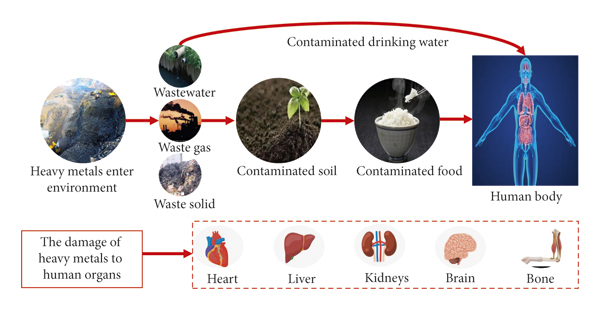 Contaminated drinking water
Wastewater
Waste gas
Waste solid
Heavy metals enter
environment
Contaminated soil
Contaminated food
Human body
The damage of
heavy metals to
human organs
Heart
Liver
Kidneys
Brain
Bone